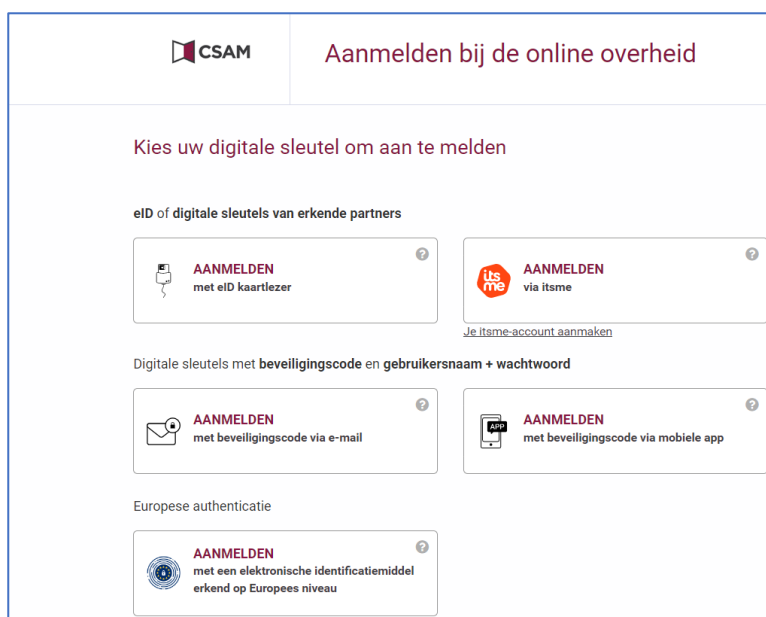 CSAM
Aanmelden bij de online overheid
Kies uw digitale sleutel om aan te melden
eID of digitale sleutels van erkende partners
AANMELDEN
met eID kaartlezer
?
its
me
AANMELDEN
via itsme
?
Je itsme-account aanmaken
Digitale sleutels met beveiligingscode en gebruikersnaam + wachtwoord
AANMELDEN
met beveiligingscode via e-mail
?
APP
AANMELDEN
met beveiligingscode via mobiele app
?
Europese authenticatie
AANMELDEN
met een elektronische identificatiemiddel
erkend op Europees niveau
?